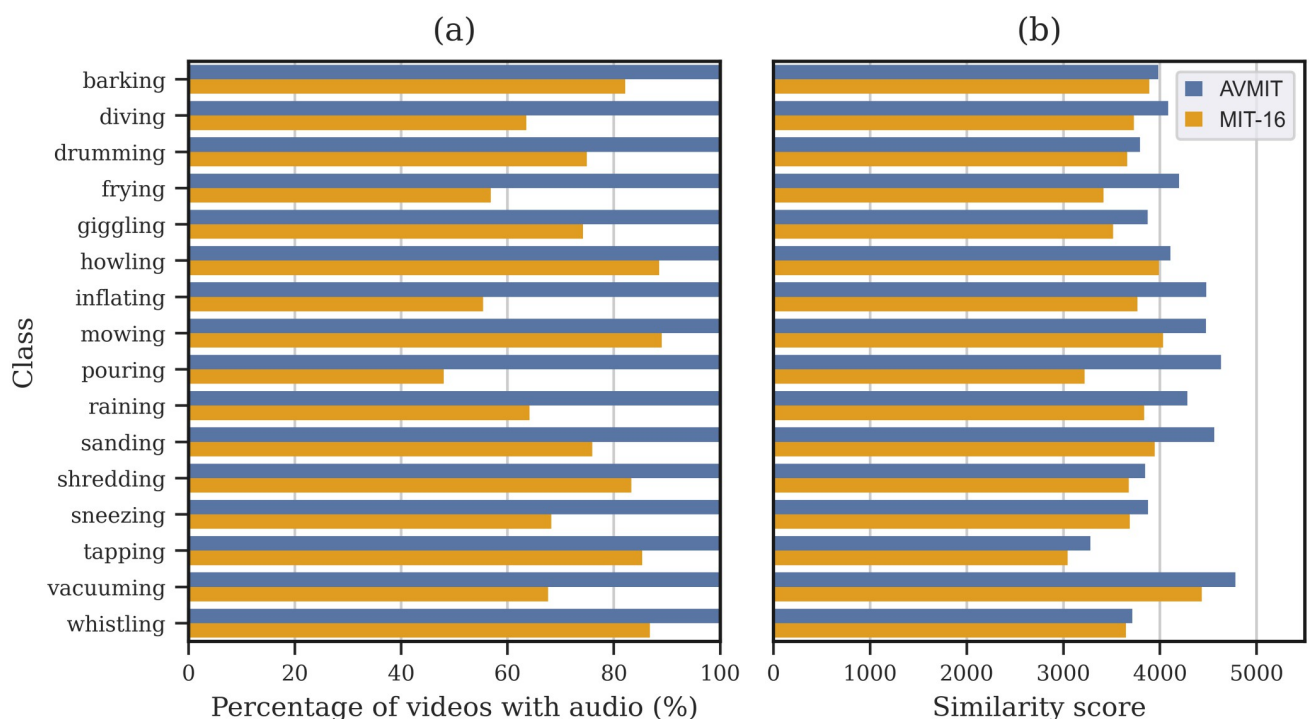 (a)
(b)
Class
barking
diving
drumming
frying
giggling
howling
inflating
mowing
pouring
raining
sanding
shredding
sneezing
tapping
vacuuming
whistling
0 20 40 60 80 100
Percentage of videos with audio (%)
AVMIT
MIT-16
0 1000 2000 3000 4000 5000
Similarity score